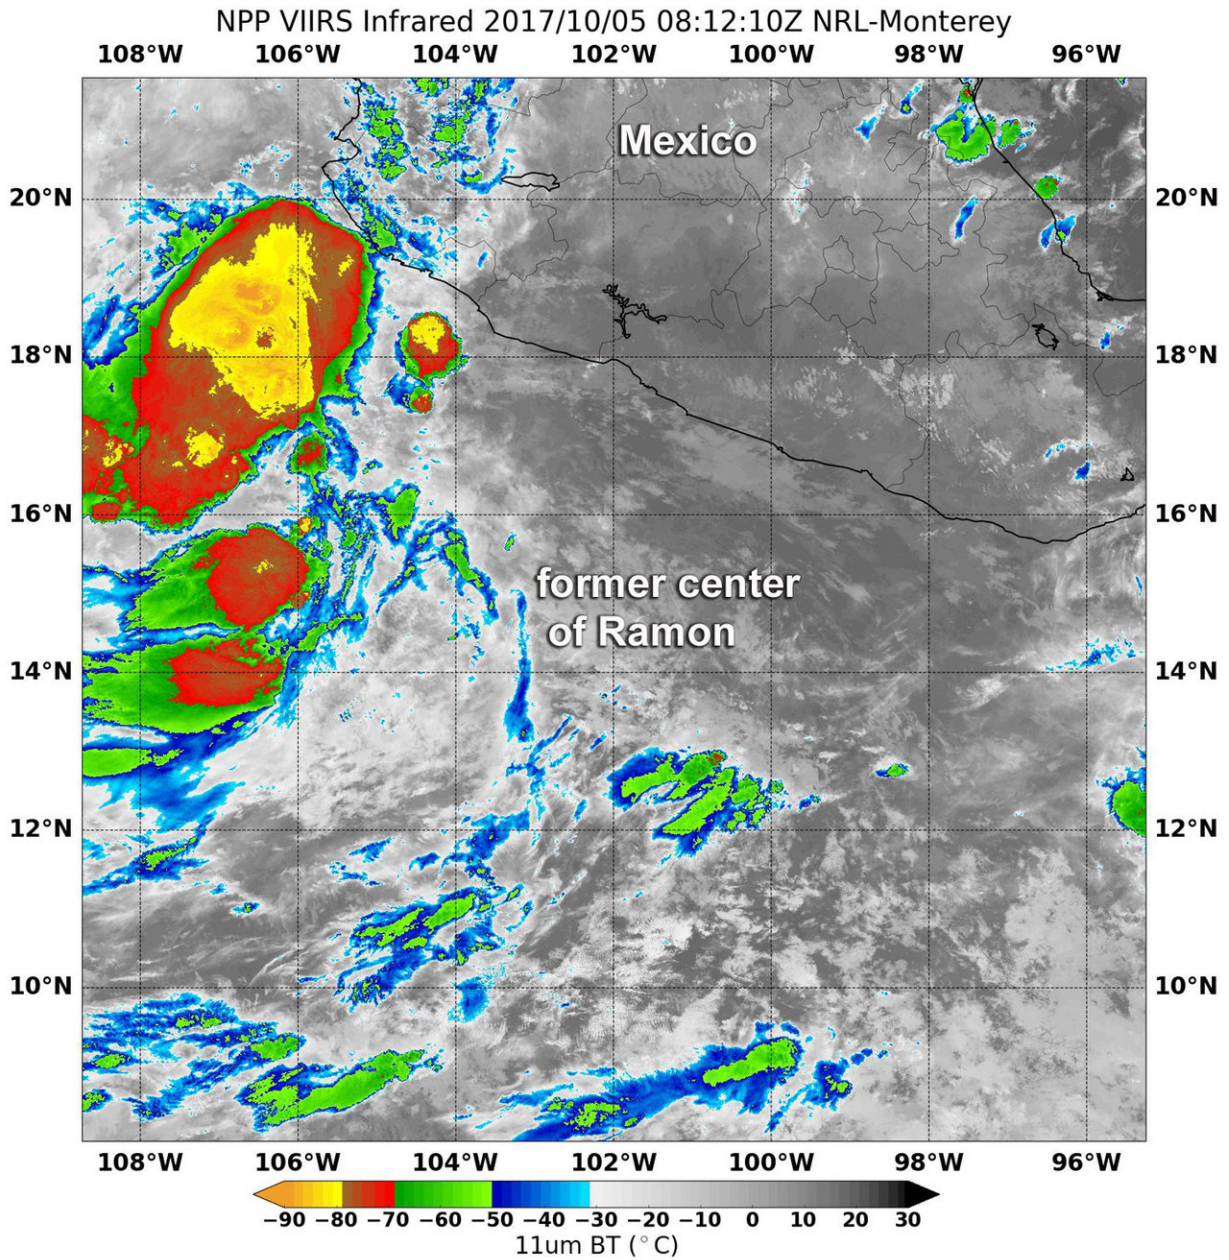 NPP VIIRS Infrared 2017/10/05 08:12:10Z NRL-Monterey
108°W 106°W 104°W 102°W 100°W 98°W 96°W
Mexico
20°N 20°N
18°N 18°N
16°N 16°N
former center
of Ramon
14°N 14°N
12°N 12°N
10°N 10°N
108°W 106°W 104°W 102°W 100°W 98°W 96°W
−90 −80 −70 −60 −50 −40 −30 −20 −10 0 10 20 30
11um BT (°C)